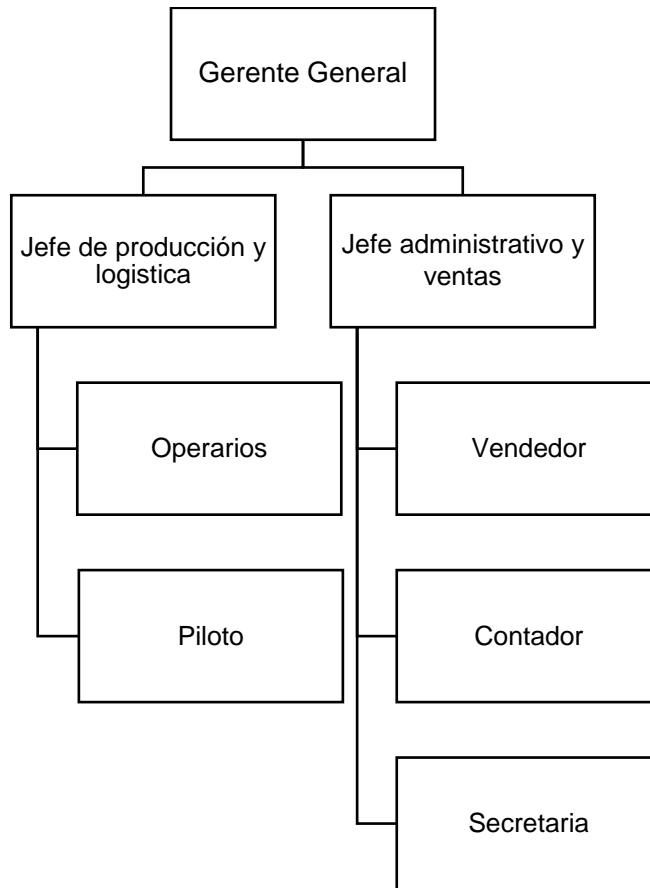 Gerente General
Jefe de producción y
logistica
Jefe administrativo y
ventas
Operarios
Vendedor
Piloto
Contador
Secretaria